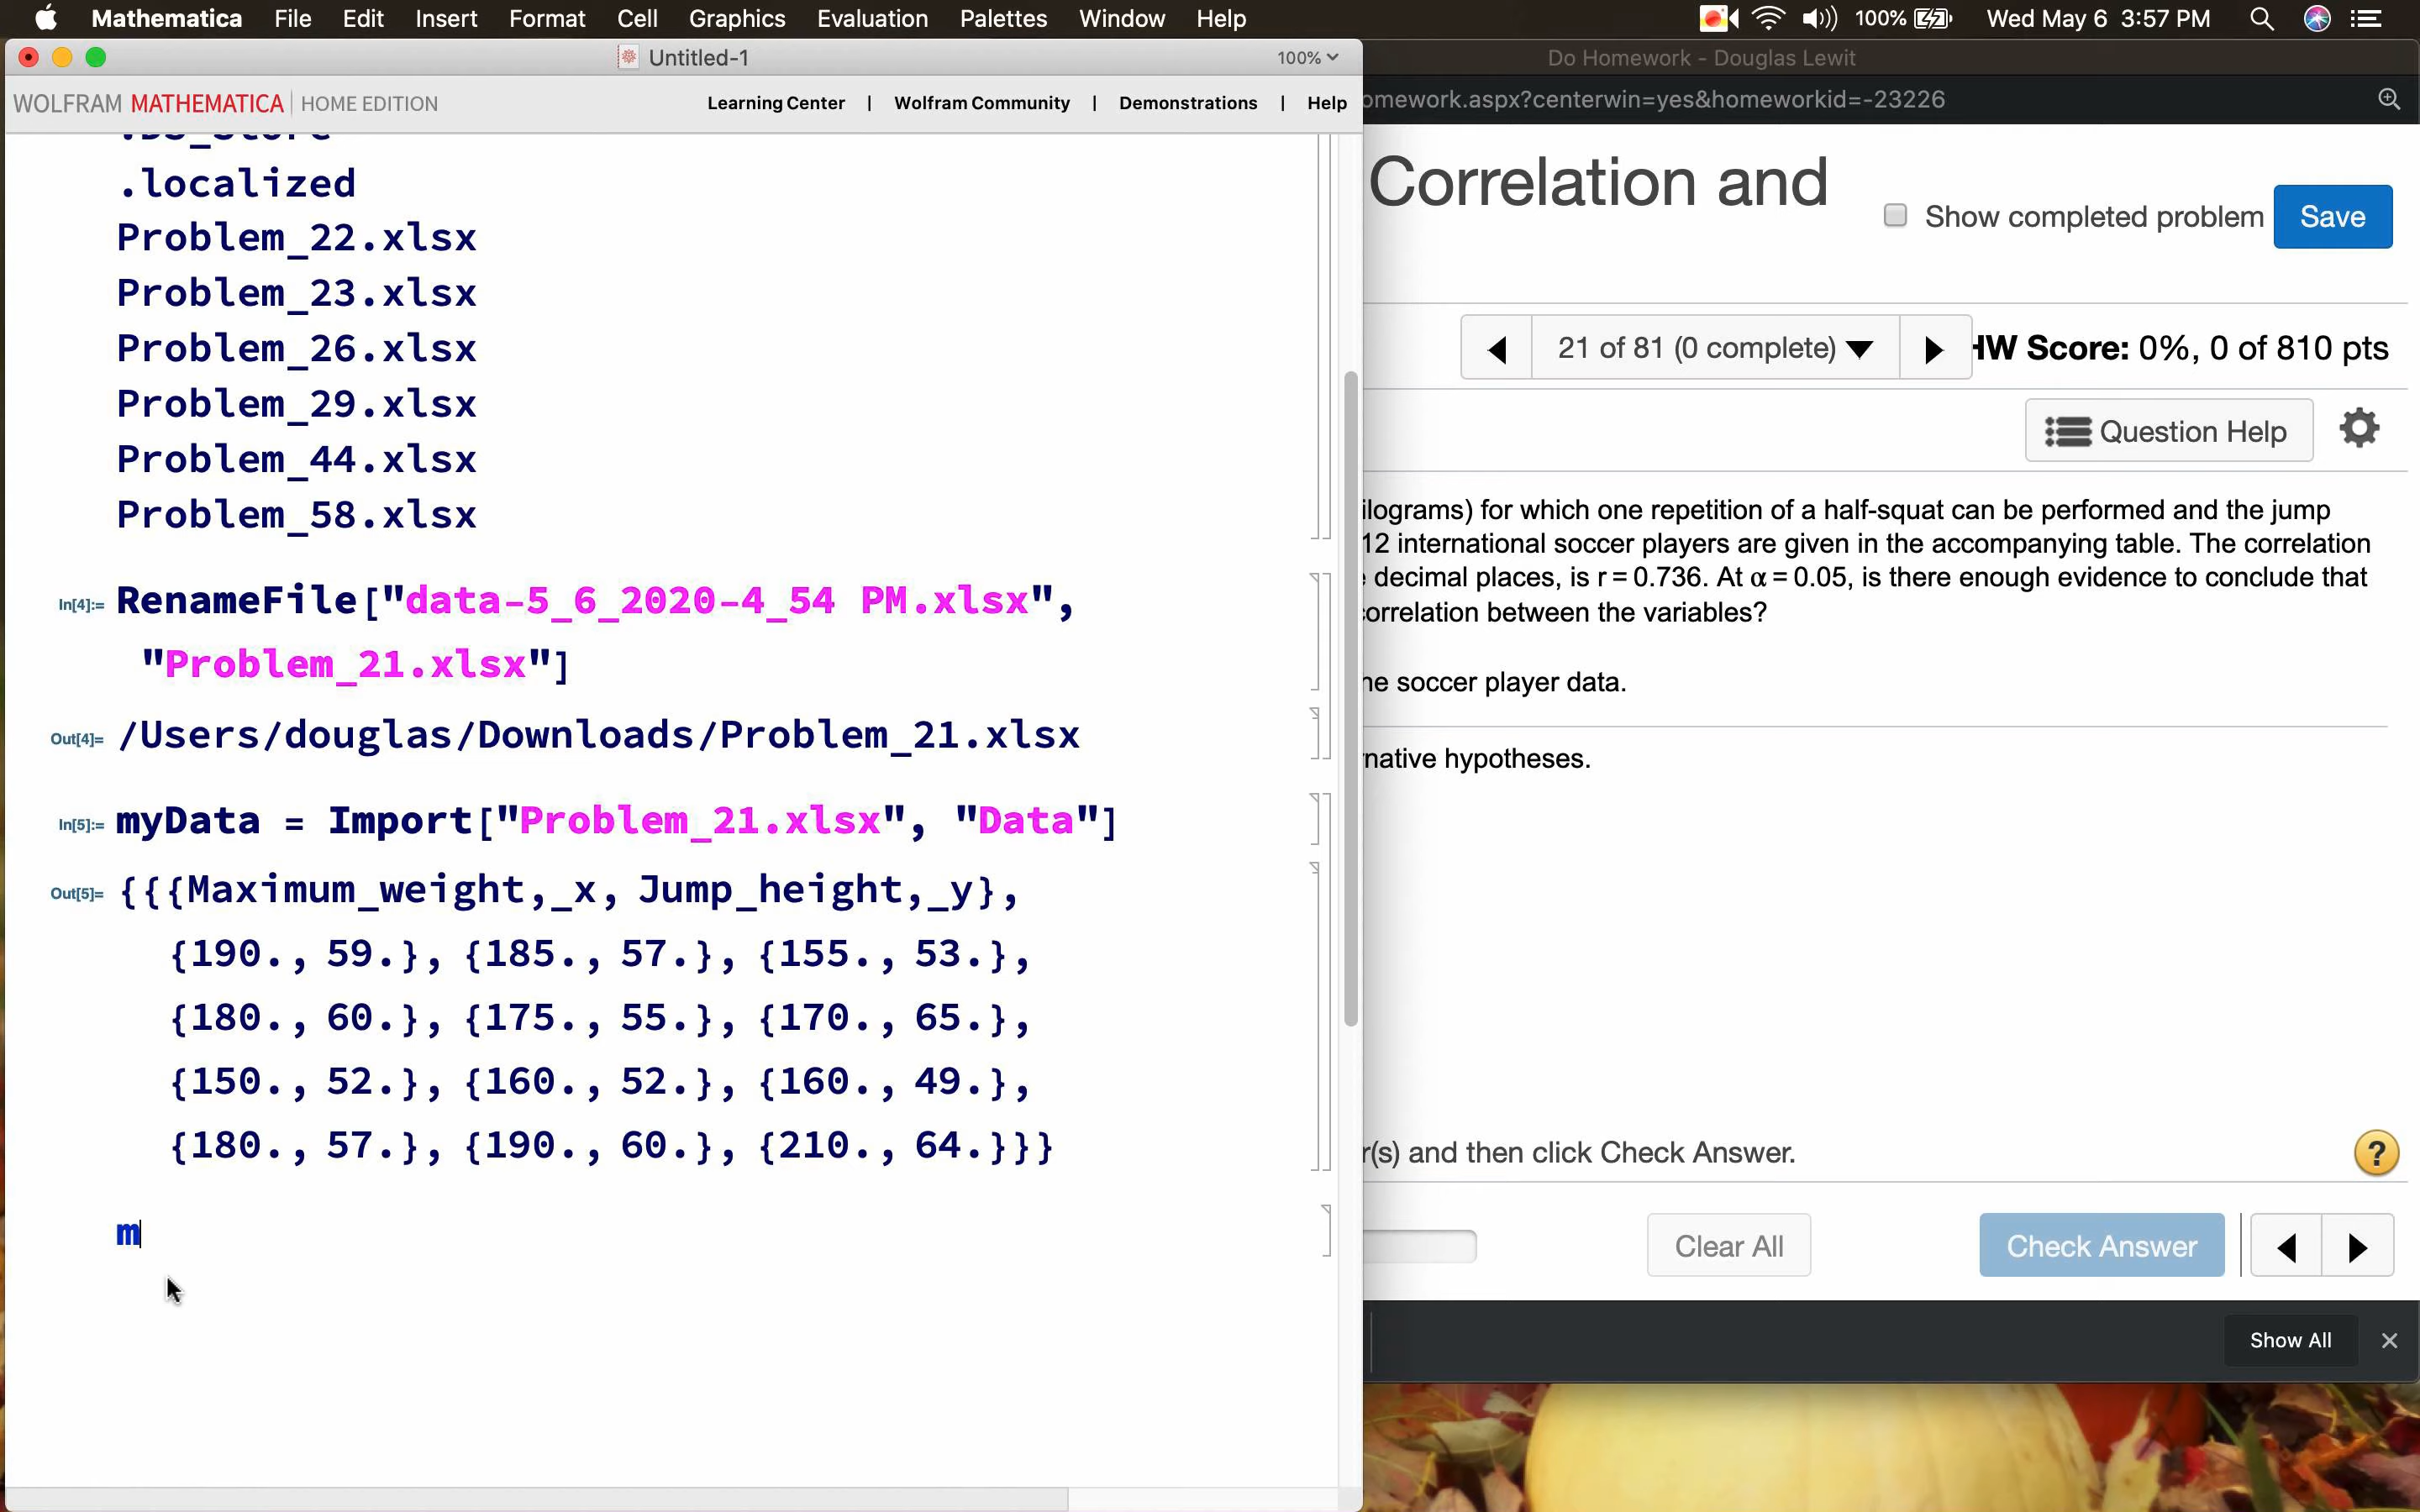 Mathematica File Edit Insert Format Cell Graphics Evaluation Palettes Window Help 100% Wed May 6 3:57 PM
Untitled-1 100%
Do Homework - Douglas Lewit
WOLFRAM MATHEMATICA | HOME EDITION Learning Center | Wolfram Community | Demonstrations | Help
omework.aspx?centerwin=yes&homeworkid=-23226
.DS_Store
.localized
Problem_22.xlsx
Problem_23.xlsx
Problem_26.xlsx
Problem_29.xlsx
Problem_44.xlsx
Problem_58.xlsx
In[4]:= RenameFile["data-5_6_2020-4_54 PM.xlsx",
"Problem_21.xlsx"]
Out[4]= /Users/douglas/Downloads/Problem_21.xlsx
In[5]:= myData = Import["Problem_21.xlsx", "Data"]
Out[5]= {{{Maximum_weight,_x, Jump_height,_y},
{190., 59.}, {185., 57.}, {155., 53.},
{180., 60.}, {175., 55.}, {170., 65.},
{150., 52.}, {160., 52.}, {160., 49.},
{180., 57.}, {190., 60.}, {210., 64.}}}
m
Correlation and
Show completed problem Save
21 of 81 (0 complete)
HW Score: 0%, 0 of 810 pts
Question Help
ilograms) for which one repetition of a half-squat can be performed and the jump
12 international soccer players are given in the accompanying table. The correlation
decimal places, is r = 0.736. At α = 0.05, is there enough evidence to conclude that
correlation between the variables?
he soccer player data.
native hypotheses.
r(s) and then click Check Answer.
?
Clear All Check Answer
Show All